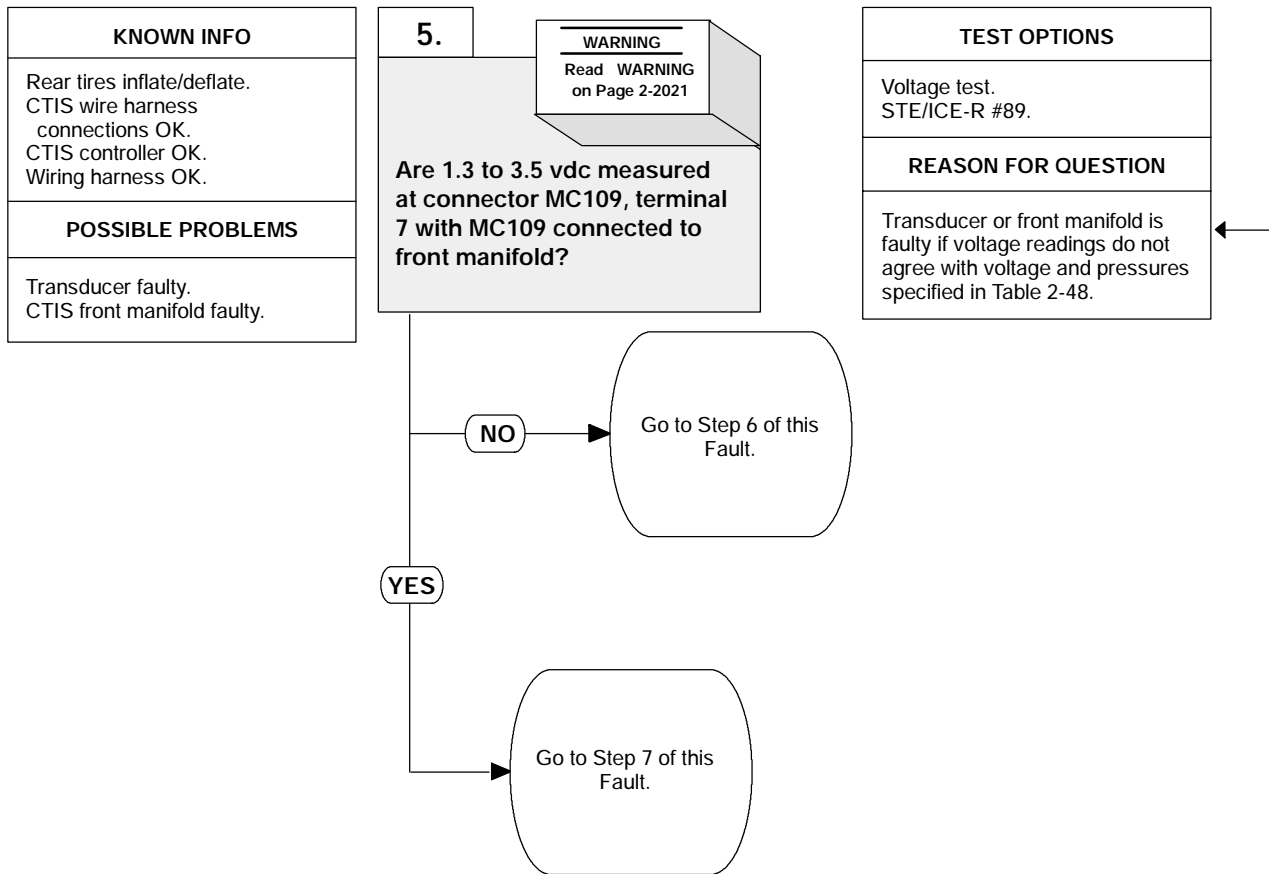 KNOWN INFO
Rear tires inflate/deflate.
CTIS wire harness
connections OK.
CTIS controller OK.
Wiring harness OK.
POSSIBLE PROBLEMS
Transducer faulty.
CTIS front manifold faulty.
5.
WARNING
Read WARNING
on Page 2-2021
Are 1.3 to 3.5 vdc measured
at connector MC109, terminal
7 with MC109 connected to
front manifold?
TEST OPTIONS
Voltage test.
STE/ICE-R #89.
REASON FOR QUESTION
Transducer or front manifold is
faulty if voltage readings do not
agree with voltage and pressures
specified in Table 2-48.
NO
Go to Step 6 of this
Fault.
YES
Go to Step 7 of this
Fault.